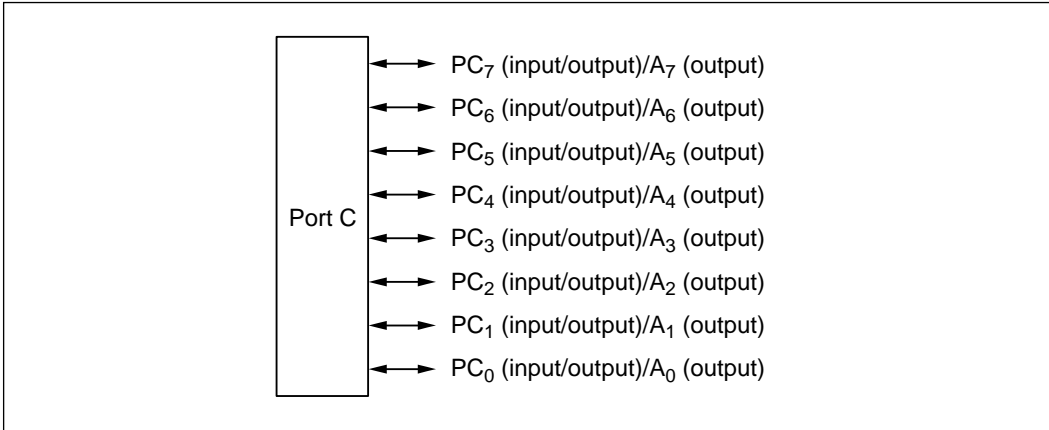 PC₇ (input/output)/A₇ (output)
PC₆ (input/output)/A₆ (output)
PC₅ (input/output)/A₅ (output)
PC₄ (input/output)/A₄ (output)
Port C
PC₃ (input/output)/A₃ (output)
PC₂ (input/output)/A₂ (output)
PC₁ (input/output)/A₁ (output)
PC₀ (input/output)/A₀ (output)